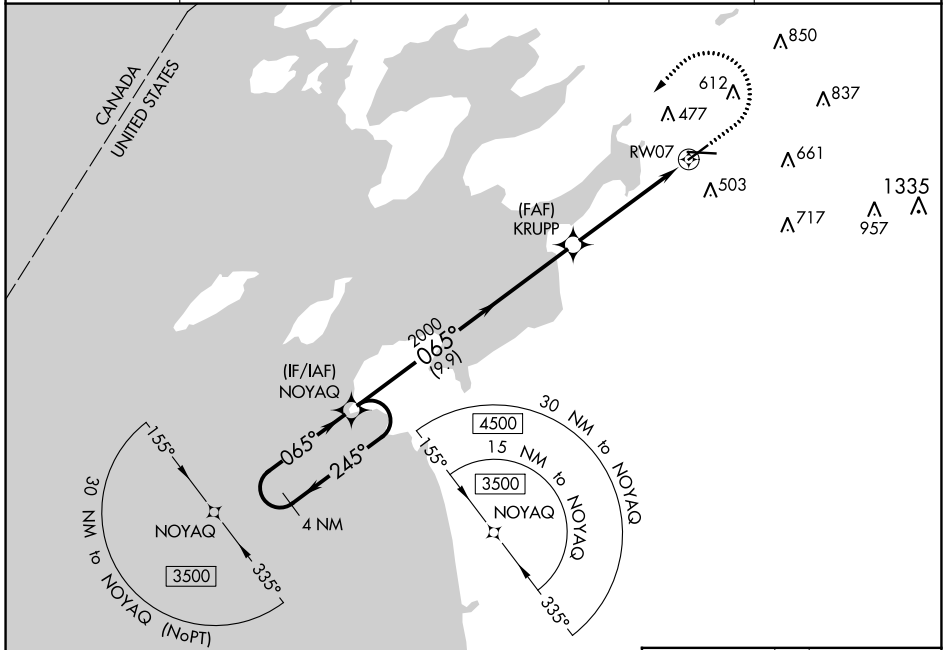 850
612
837
477
CANADA
UNITED STATES
RW07
661
503
1335
(FAF)
KRUPP
717
957
2000
065°
(9.9)
(IF/IAF)
NOYAQ
065°
245°
4 NM
155°
NOYAQ
3500
335°
30 NM to NOYAQ (NoPT)
30 NM to NOYAQ
4500
155°
15 NM to NOYAQ
3500
NOYAQ
335°